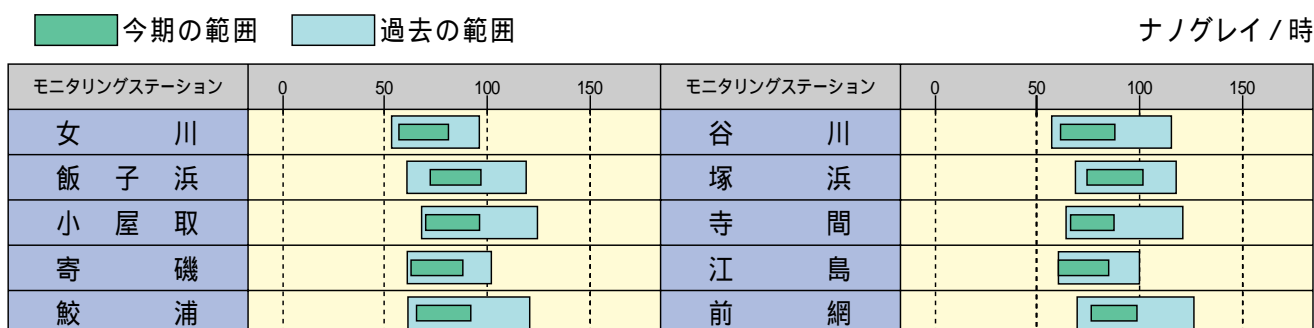 今期の範囲 過去の範囲 ナノグレイ/時
モニタリングステーション 0 50 100 150 モニタリングステーション 0 50 100 150
女川 谷川
飯子浜 塚浜
小屋取 寺間
寄磯 江島
鮫浦 前網